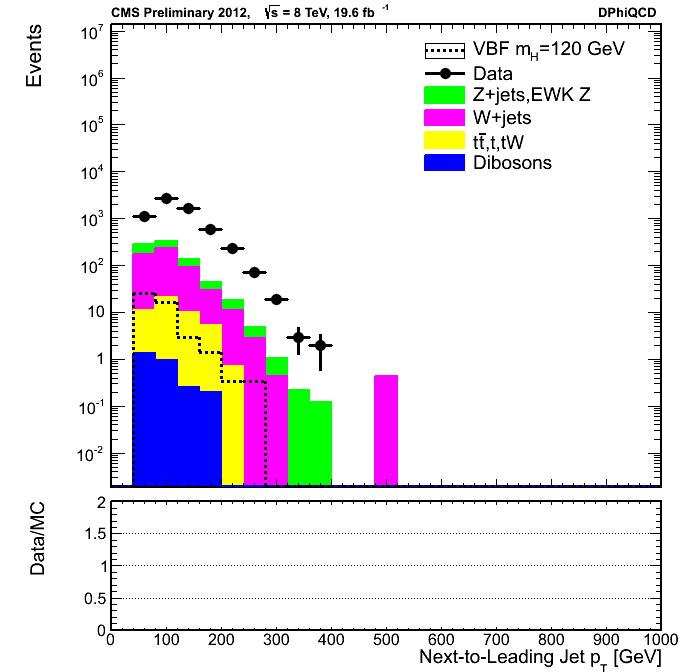 CMS Preliminary 2012, √s = 8 TeV, 19.6 fb⁻¹ DPhiQCD
Events
10⁷
10⁶
10⁵
10⁴
10³
10²
10
1
10⁻¹
10⁻²
VBF m_H=120 GeV
Data
Z+jets,EWK Z
W+jets
tt̄,t,tW
Dibosons
Data/MC
2
1.5
1
0.5
0
0 100 200 300 400 500 600 700 800 900 1000
Next-to-Leading Jet p_T [GeV]